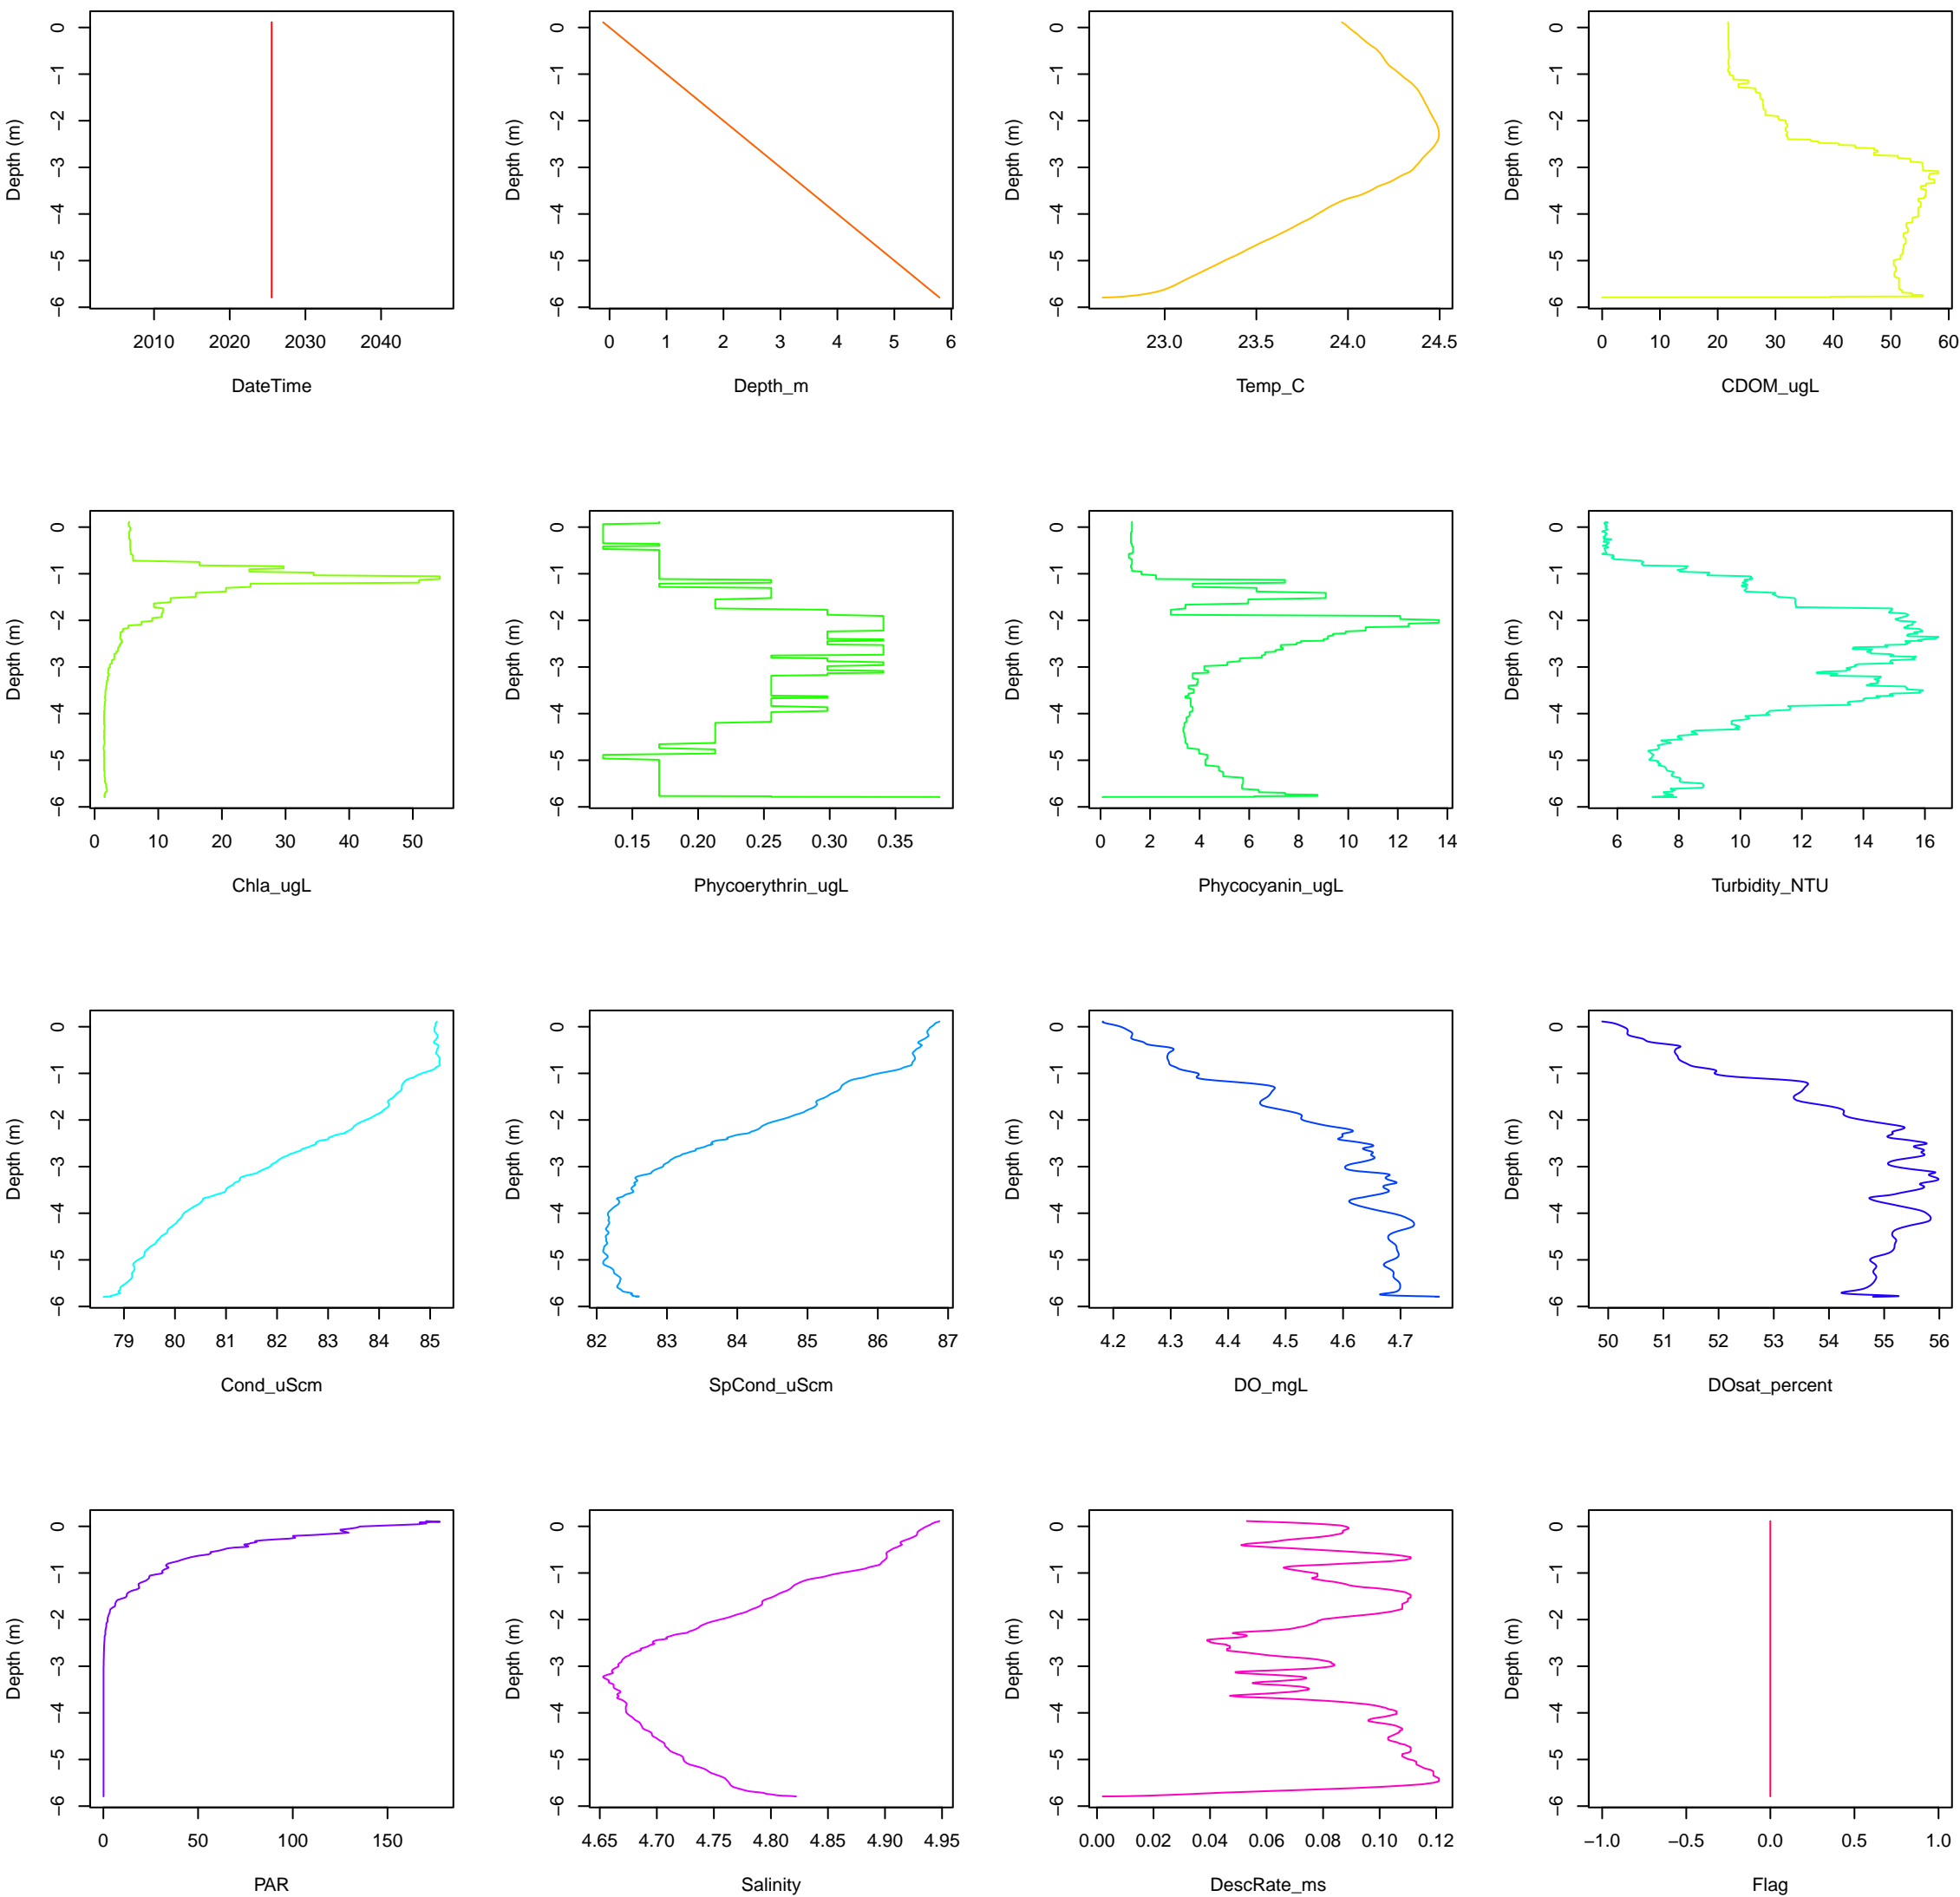 Depth (m) Depth (m) Depth (m) Depth (m)
0 0 0 0
−1 −1 −1 −1
−2 −2 −2 −2
−3 −3 −3 −3
−4 −4 −4 −4
−5 −5 −5 −5
−6 −6 −6 −6
2010 2020 2030 2040 0 1 2 3 4 5 6 23.0 23.5 24.0 24.5 0 10 20 30 40 50 60
DateTime Depth_m Temp_C CDOM_ugL
Depth (m) Depth (m) Depth (m) Depth (m)
0 0 0 0
−1 −1 −1 −1
−2 −2 −2 −2
−3 −3 −3 −3
−4 −4 −4 −4
−5 −5 −5 −5
−6 −6 −6 −6
0 10 20 30 40 50 0.15 0.20 0.25 0.30 0.35 0 2 4 6 8 10 12 14 6 8 10 12 14 16
Chla_ugL Phycoerythrin_ugL Phycocyanin_ugL Turbidity_NTU
Depth (m) Depth (m) Depth (m) Depth (m)
0 0 0 0
−1 −1 −1 −1
−2 −2 −2 −2
−3 −3 −3 −3
−4 −4 −4 −4
−5 −5 −5 −5
−6 −6 −6 −6
79 80 81 82 83 84 85 82 83 84 85 86 87 4.2 4.3 4.4 4.5 4.6 4.7 50 51 52 53 54 55 56
Cond_uScm SpCond_uScm DO_mgL DOsat_percent
Depth (m) Depth (m) Depth (m) Depth (m)
0 0 0 0
−1 −1 −1 −1
−2 −2 −2 −2
−3 −3 −3 −3
−4 −4 −4 −4
−5 −5 −5 −5
−6 −6 −6 −6
0 50 100 150 4.65 4.70 4.75 4.80 4.85 4.90 4.95 0.00 0.02 0.04 0.06 0.08 0.10 0.12 −1.0 −0.5 0.0 0.5 1.0
PAR Salinity DescRate_ms Flag